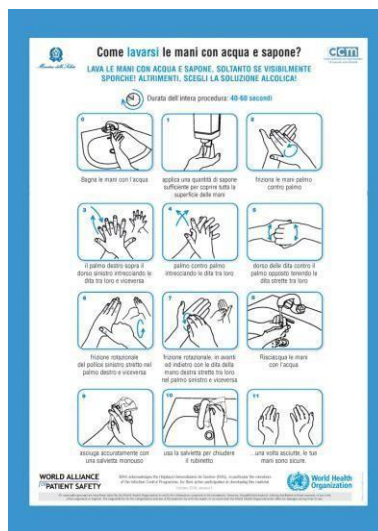 Come lavarsi le mani con acqua e sapone?
ccm
LAVA LE MANI CON ACQUA E SAPONE, SOLTANTO SE VISIBILMENTE
SPORCHE! ALTRIMENTI, SCEGLI LA SOLUZIONE ALCOLICA!
Durata dell'intera procedura: 40-60 secondi
0
Bagna le mani con l'acqua
1
applica una quantità di sapone
sufficiente per coprire tutta la
superficie delle mani
2
friziona le mani palmo
contro palmo
3
il palmo destro sopra il
dorso sinistro intrecciando le
dita tra loro e viceversa
4
palmo contro palmo
intrecciando le dita tra loro
5
dorso delle dita contro il
palmo opposto tenendo le
dita strette tra loro
6
frizione rotazionale
del pollice sinistro stretto nel
palmo destro e viceversa
7
frizione rotazionale, in avanti
ed indietro con le dita della
mano destra strette tra loro
nel palmo sinistro e viceversa
8
Risciacqua le mani
con l'acqua
9
asciuga accuratamente con
una salvietta monouso
10
usa la salvietta per chiudere
il rubinetto
11
...una volta asciutte, le tue
mani sono sicure.
WORLD ALLIANCE
for PATIENT SAFETY
World Health
Organization